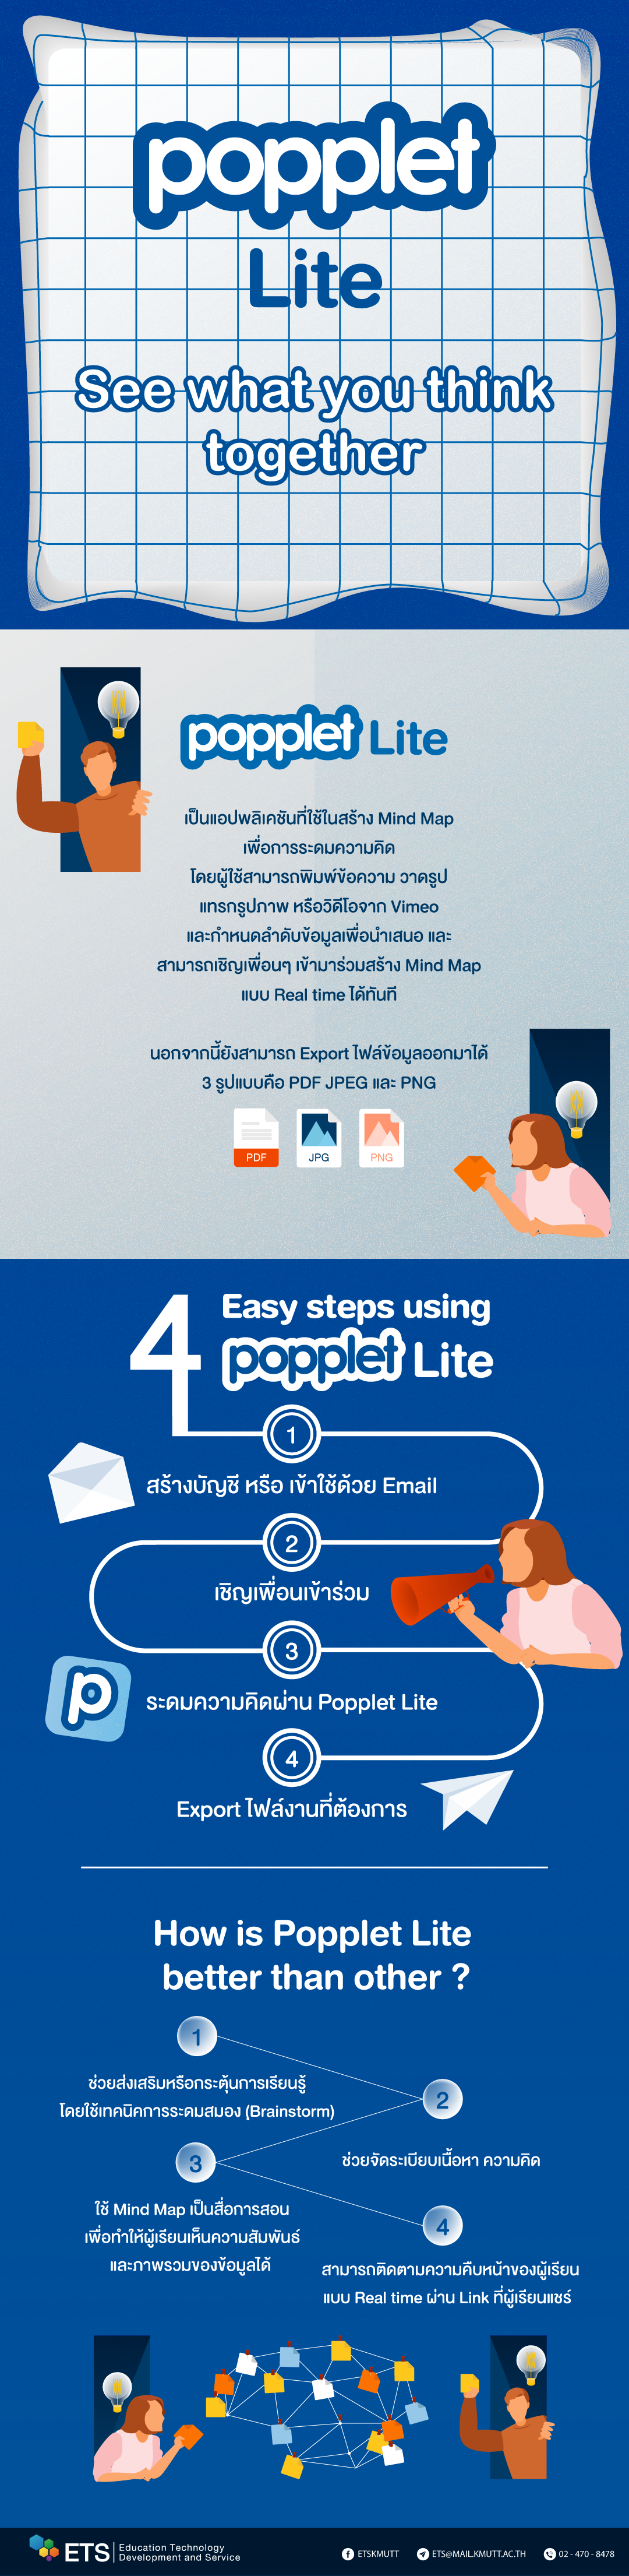 popplet
Lite
See what you think
together
popplet Lite
เป็นแอปพลิเคชันที่ใช้ในสร้าง Mind Map
เพื่อการระดมความคิด
โดยผู้ใช้สามารถพิมพ์ข้อความ วาดรูป
แทรกรูปภาพ หรือวิดีโอจาก Vimeo
และกำหนดลำดับข้อมูลเพื่อนำเสนอ และ
สามารถเชิญเพื่อนๆ เข้ามาร่วมสร้าง Mind Map
แบบ Real time ได้ทันที
นอกจากนี้ยังสามารถ Export ไฟล์ข้อมูลออกมาได้
3 รูปแบบคือ PDF JPEG และ PNG
PDF
JPG
PNG
4 Easy steps using
popplet Lite
1
สร้างบัญชี หรือ เข้าใช้ด้วย Email
2
เชิญเพื่อนเข้าร่วม
3
p
ระดมความคิดผ่าน Popplet Lite
4
Export ไฟล์งานที่ต้องการ
How is Popplet Lite
better than other ?
1
ช่วยส่งเสริมหรือกระตุ้นการเรียนรู้
โดยใช้เทคนิคการระดมสมอง (Brainstorm)
2
ช่วยจัดระเบียบเนื้อหา ความคิด
3
ใช้ Mind Map เป็นสื่อการสอน
เพื่อทำให้ผู้เรียนเห็นความสัมพันธ์
และภาพรวมของข้อมูลได้
4
สามารถติดตามความคืบหน้าของผู้เรียน
แบบ Real time ผ่าน Link ที่ผู้เรียนแชร์
ETS Education Technology
Development and Service
ETSKMUTT
ETS@MAIL.KMUTT.AC.TH
02 - 470 - 8478